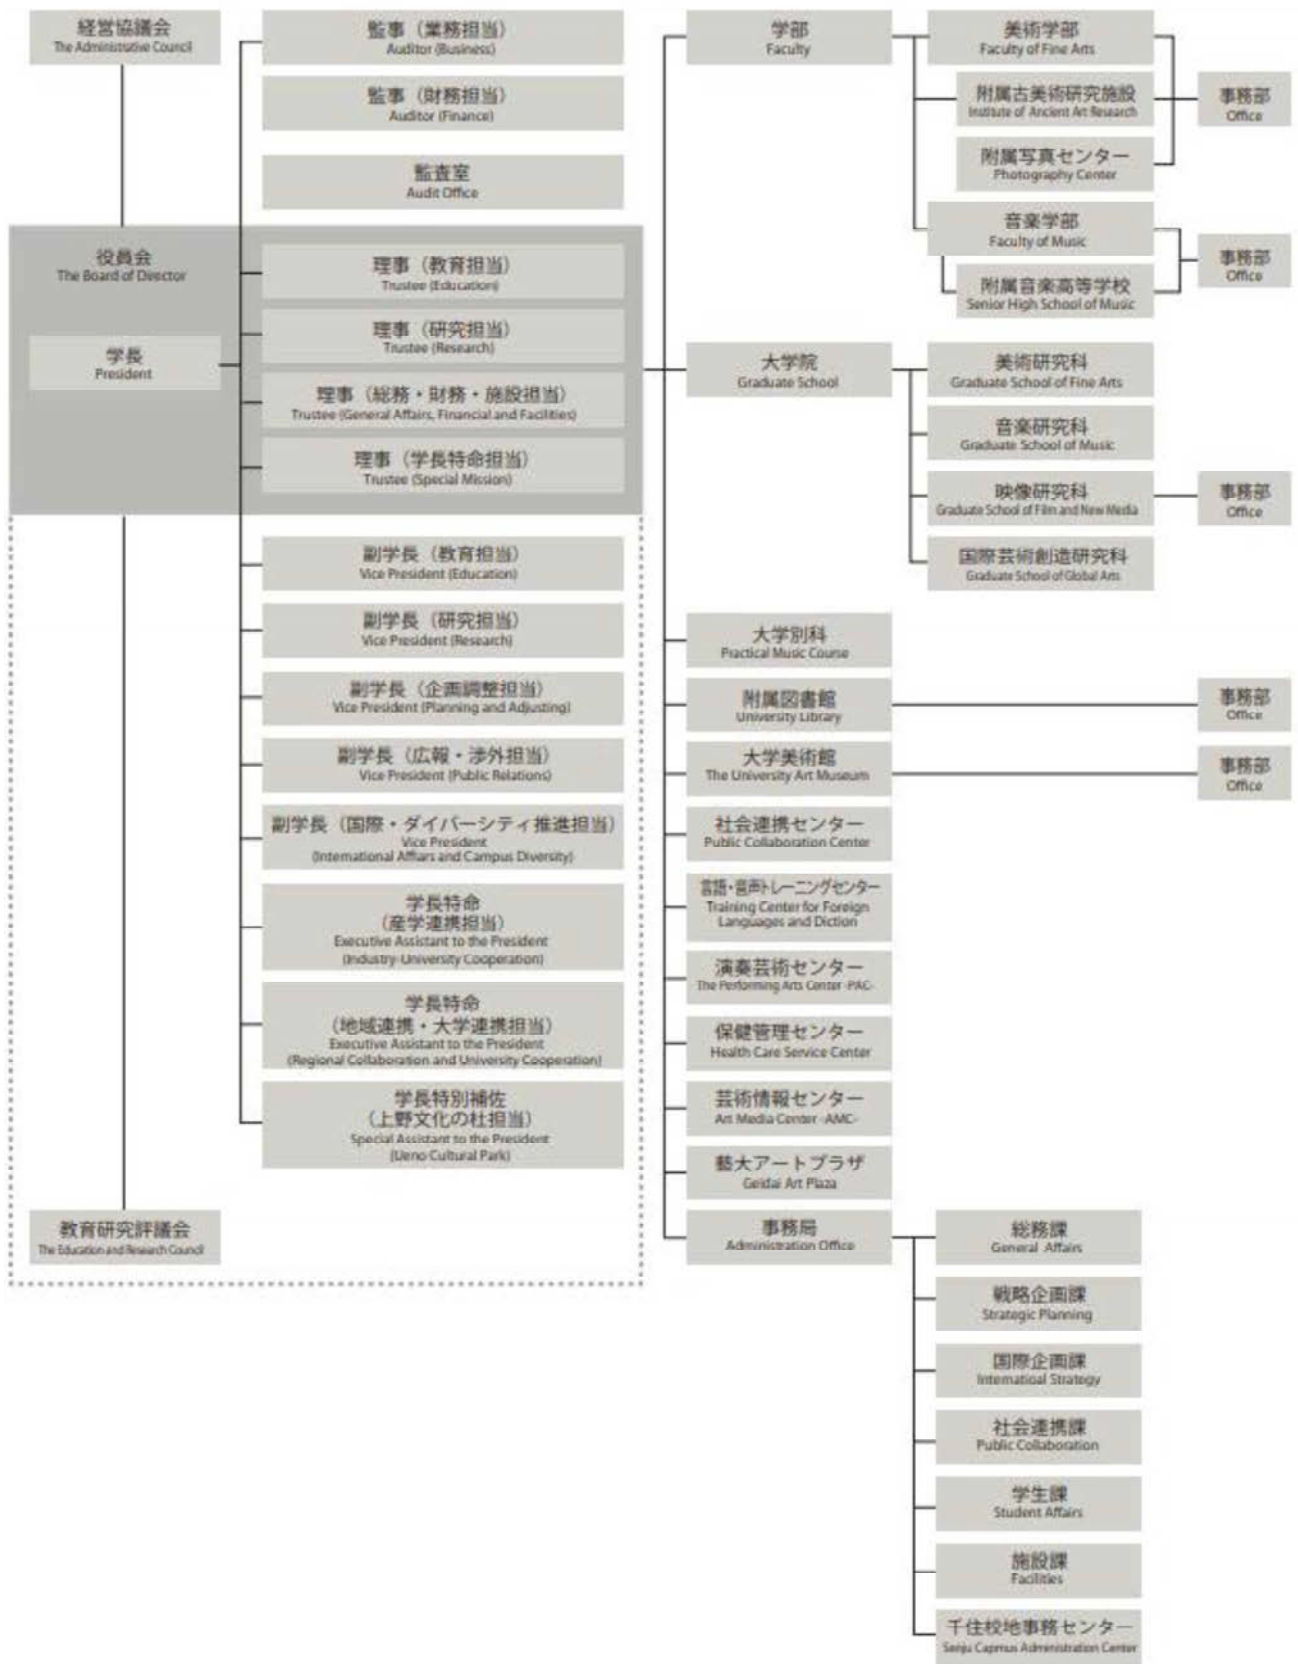 経営協議会
The Administrative Council
監事（業務担当）
Auditor (Business)
監事（財務担当）
Auditor (Finance)
監査室
Audit Office
役員会
The Board of Director
学長
President
理事（教育担当）
Trustee (Education)
理事（研究担当）
Trustee (Research)
理事（総務・財務・施設担当）
Trustee (General Affairs, Financial and Facilities)
理事（学長特命担当）
Trustee (Special Mission)
副学長（教育担当）
Vice President (Education)
副学長（研究担当）
Vice President (Research)
副学長（企画調整担当）
Vice President (Planning and Adjusting)
副学長（広報・渉外担当）
Vice President (Public Relations)
副学長（国際・ダイバーシティ推進担当）
Vice President
(International Affiars and Campus Diversity)
学長特命
（産学連携担当）
Executive Assistant to the President
(Industry-University Cooperation)
学長特命
（地域連携・大学連携担当）
Executive Assistant to the President
(Regional Collaboration and University Cooperation)
学長特別補佐
（上野文化の杜担当）
Special Assistant to the President
(Ueno Cultural Park)
教育研究評議会
The Education and Research Council
学部
Faculty
美術学部
Faculty of Fine Arts
附属古美術研究施設
Institute of Ancient Art Research
附属写真センター
Photography Center
事務部
Office
音楽学部
Faculty of Music
附属音楽高等学校
Senior High School of Music
事務部
Office
大学院
Graduate School
美術研究科
Graduate School of Fine Arts
音楽研究科
Graduate School of Music
映像研究科
Graduate School of Film and New Media
事務部
Office
国際芸術創造研究科
Graduate School of Global Arts
大学別科
Practical Music Course
附属図書館
University Library
事務部
Office
大学美術館
The University Art Museum
事務部
Office
社会連携センター
Public Collaboration Center
言語・音声トレーニングセンター
Training Center for Foreign
Languages and Diction
演奏芸術センター
The Performing Arts Center -PAC-
保健管理センター
Health Care Service Center
芸術情報センター
Art Media Center -AMC-
藝大アートプラザ
Geidai Art Plaza
事務局
Administration Office
総務課
General Affairs
戦略企画課
Strategic Planning
国際企画課
Internatioal Strategy
社会連携課
Public Collaboration
学生課
Student Affairs
施設課
Facilities
千住校地事務センター
Senju Capmus Administration Center